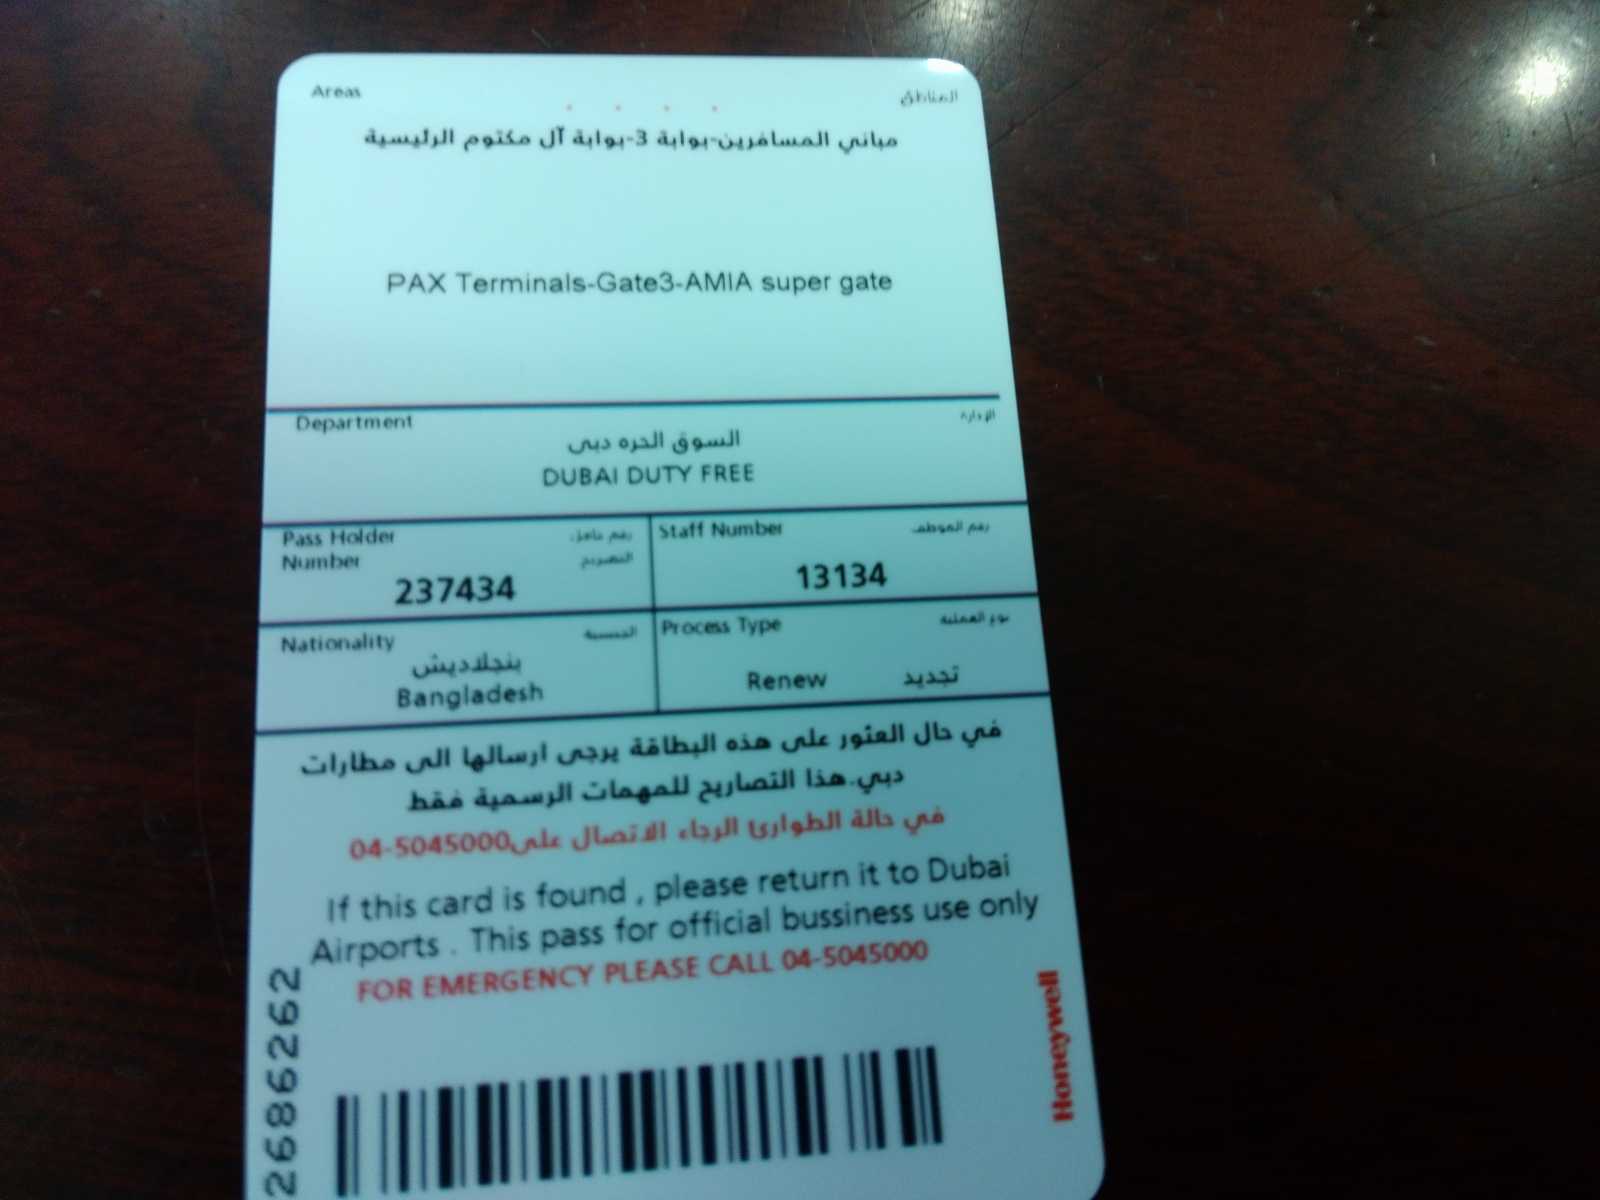 Areas
المناطق
مباني المسافرين-بوابة 3-بوابة آل مكتوم الرئيسية
PAX Terminals-Gate3-AMIA super gate
Department
الإدارة
السوق الحره دبى
DUBAI DUTY FREE
Pass Holder
Number
رقم حامل
التصريح
237434
Staff Number
رقم الموظف
13134
Nationality
الجنسية
بنجلاديش
Bangladesh
Process Type
نوع العملية
Renew تجديد
في حال العثور على هذه البطاقة يرجى ارسالها الى مطارات
دبي.هذا التصاريح للمهمات الرسمية فقط
في حالة الطوارئ الرجاء الاتصال على04-5045000
If this card is found , please return it to Dubai
Airports . This pass for official bussiness use only
FOR EMERGENCY PLEASE CALL 04-5045000
2686262
Honeywell